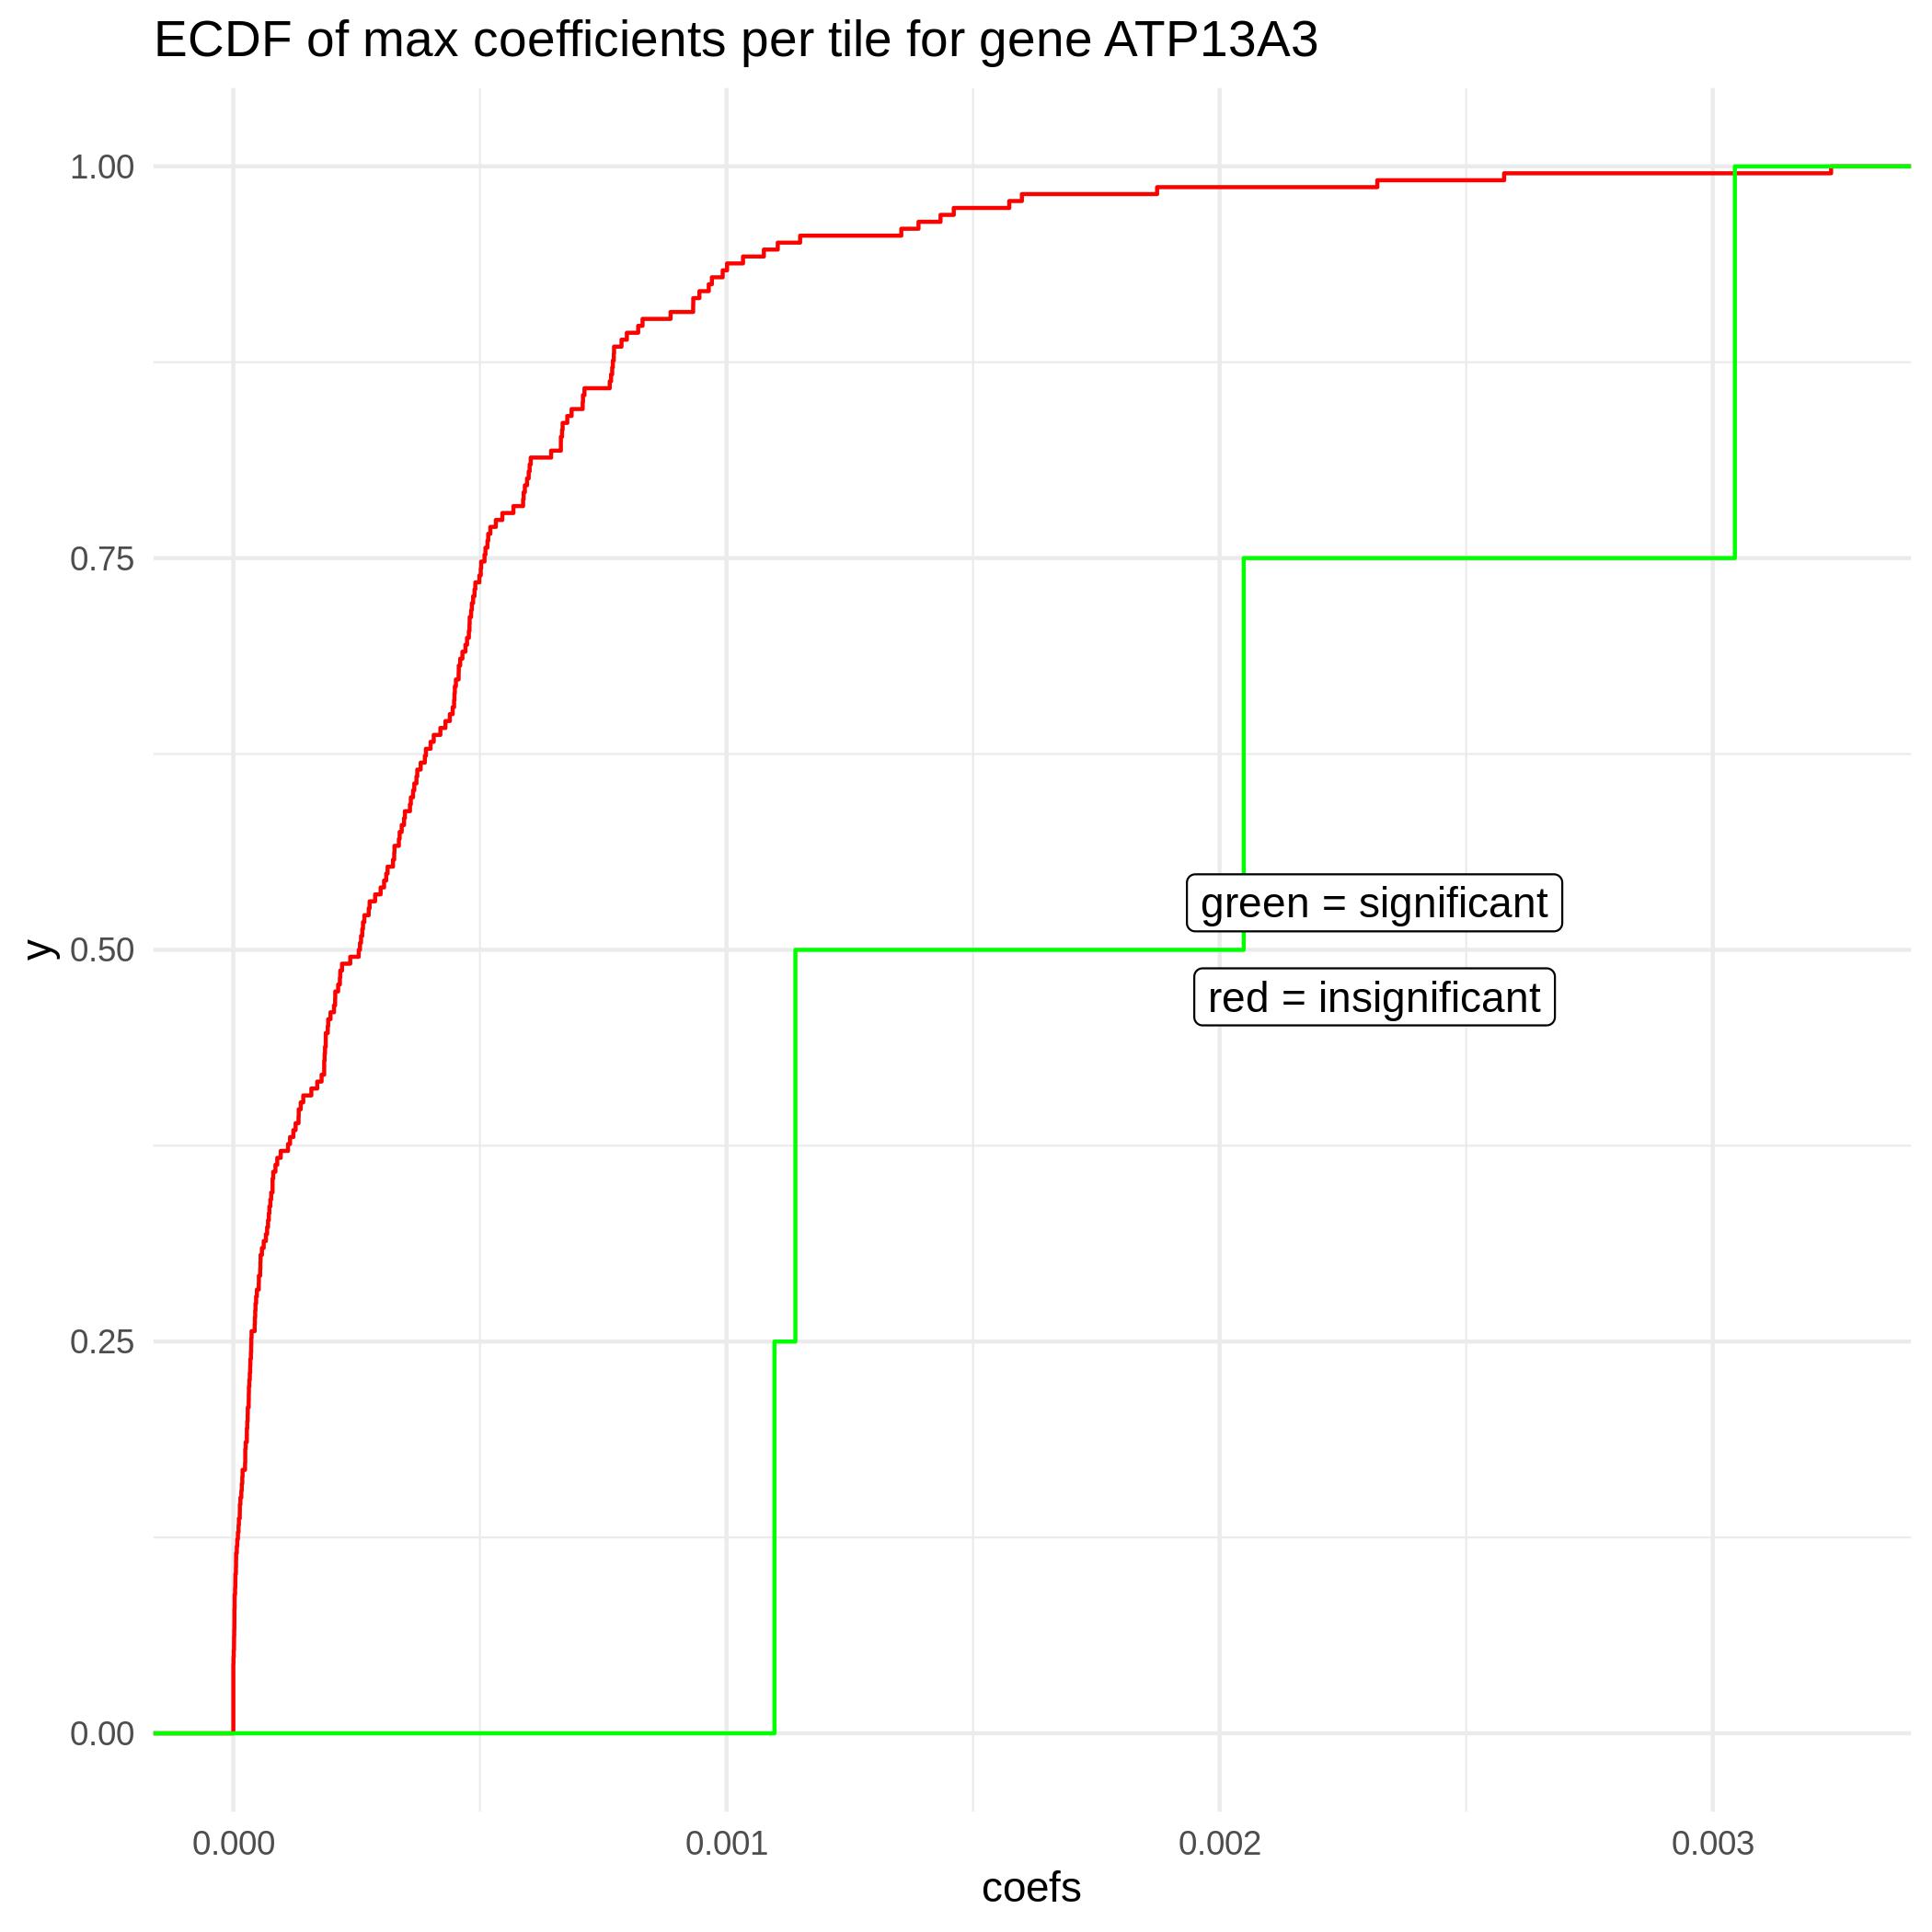 ECDF of max coefficients per tile for gene ATP13A3
1.00
0.75
0.50
0.25
0.00
y
green = significant
red = insignificant
0.000
0.001
0.002
0.003
coefs